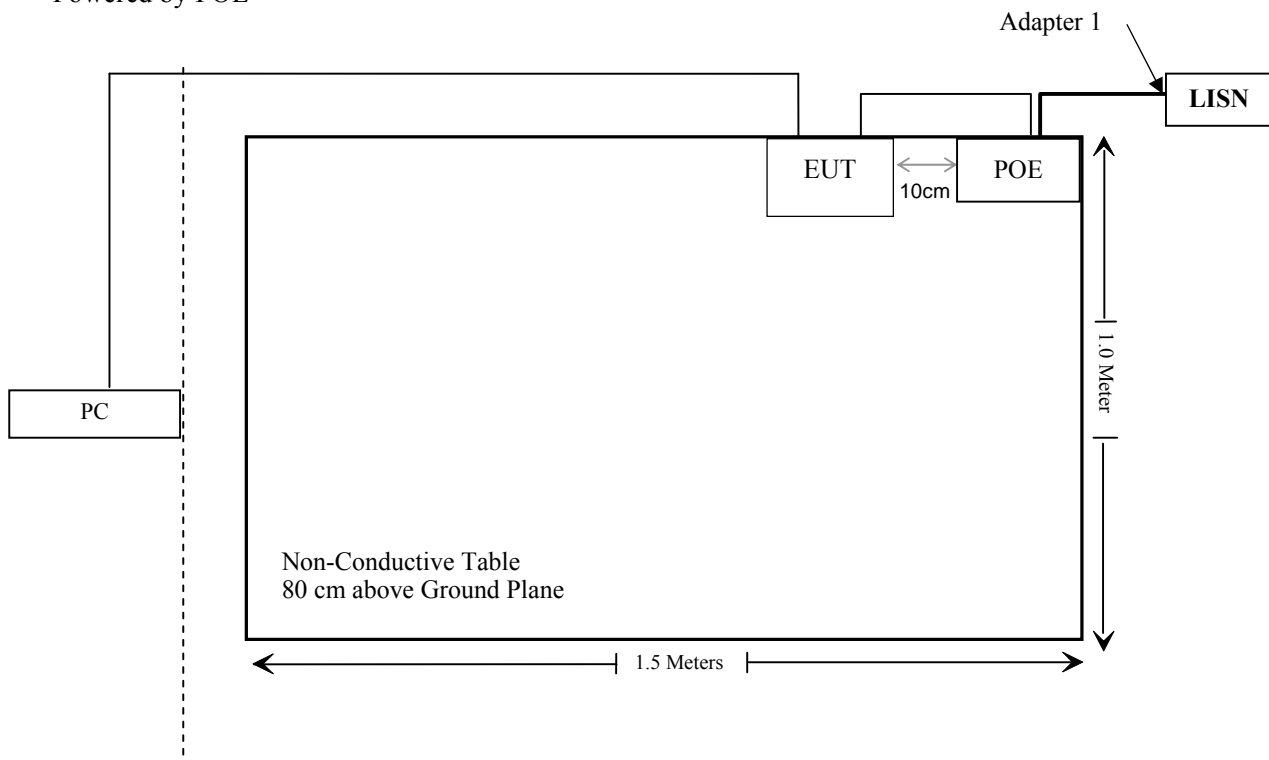 Powered by POE
Adapter 1
LISN
EUT
POE
10cm
1.0 Meter
PC
Non-Conductive Table
80 cm above Ground Plane
1.5 Meters